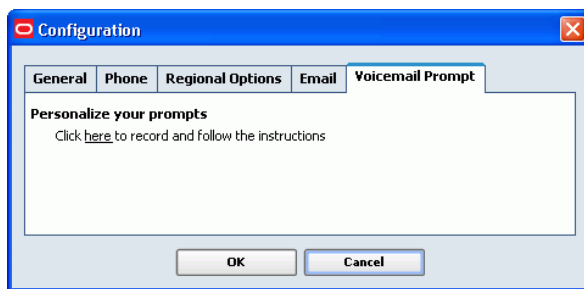 Configuration
General Phone Regional Options Email Voicemail Prompt
Personalize your prompts
Click here to record and follow the instructions
OK Cancel